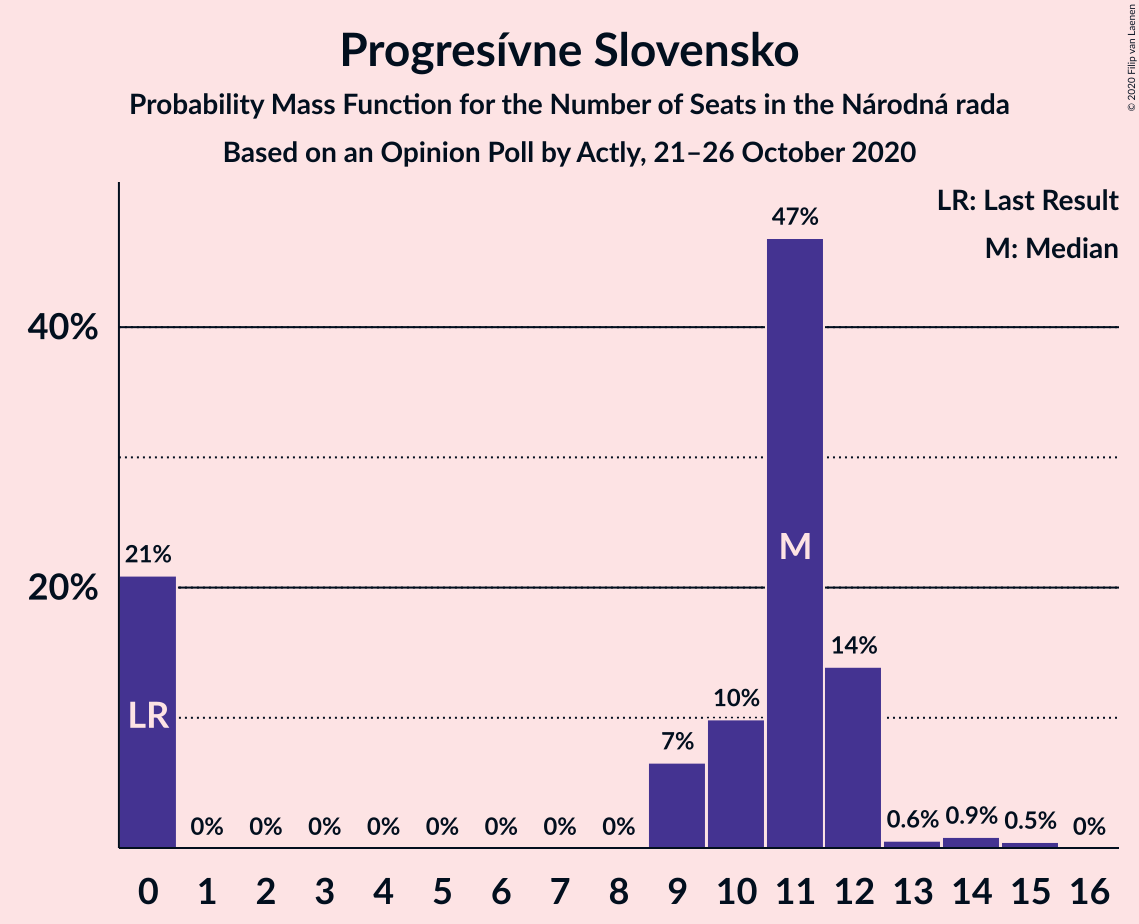 Progresívne Slovensko
Probability Mass Function for the Number of Seats in the Národná rada
Based on an Opinion Poll by Actly, 21–26 October 2020
© 2020 Filip van Laenen
LR: Last Result
M: Median
47%
40%
M
21%
20%
14%
LR
10%
7%
0% 0% 0% 0% 0% 0% 0% 0% 0.6% 0.9% 0.5% 0%
0 1 2 3 4 5 6 7 8 9 10 11 12 13 14 15 16